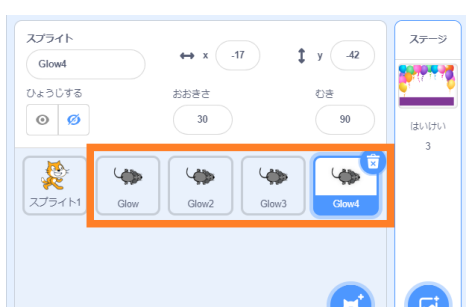 スプライト
Glow4
x
-17
y
-42
ひょうじする
おおきさ
30
むき
90
スプライト1
Glow
Glow2
Glow3
Glow4
ステージ
はいけい
3